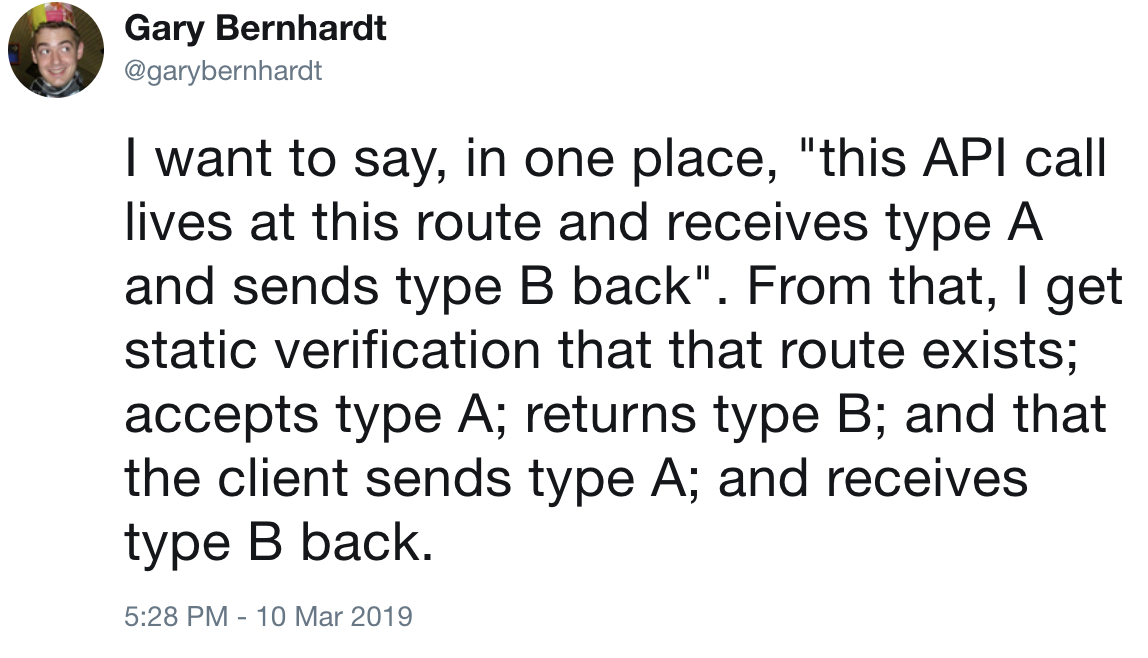 Gary Bernhardt
@garybernhardt
I want to say, in one place, "this API call
lives at this route and receives type A
and sends type B back". From that, I get
static verification that that route exists;
accepts type A; returns type B; and that
the client sends type A; and receives
type B back.
5:28 PM - 10 Mar 2019